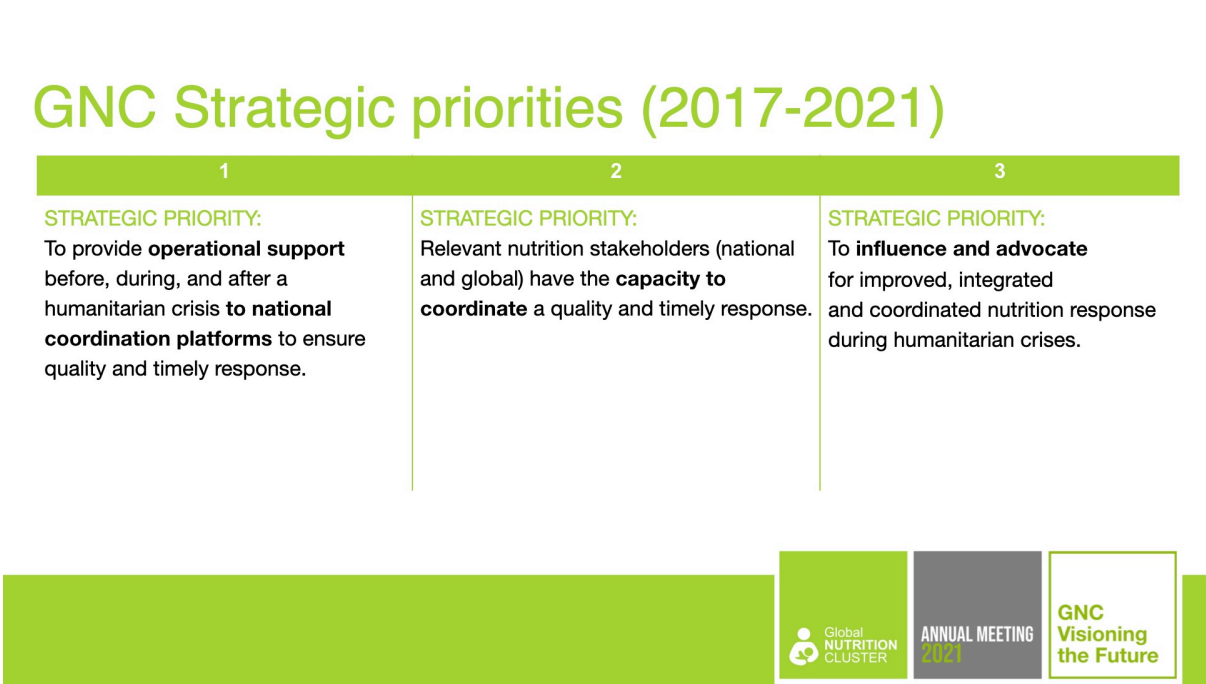 GNC Strategic priorities (2017-2021)
1
2
3
STRATEGIC PRIORITY:
To provide operational support
before, during, and after a
humanitarian crisis to national
coordination platforms to ensure
quality and timely response.
STRATEGIC PRIORITY:
Relevant nutrition stakeholders (national
and global) have the capacity to
coordinate a quality and timely response.
STRATEGIC PRIORITY:
To influence and advocate
for improved, integrated
and coordinated nutrition response
during humanitarian crises.
Global
NUTRITION
CLUSTER
ANNUAL MEETING
2021
GNC
Visioning
the Future